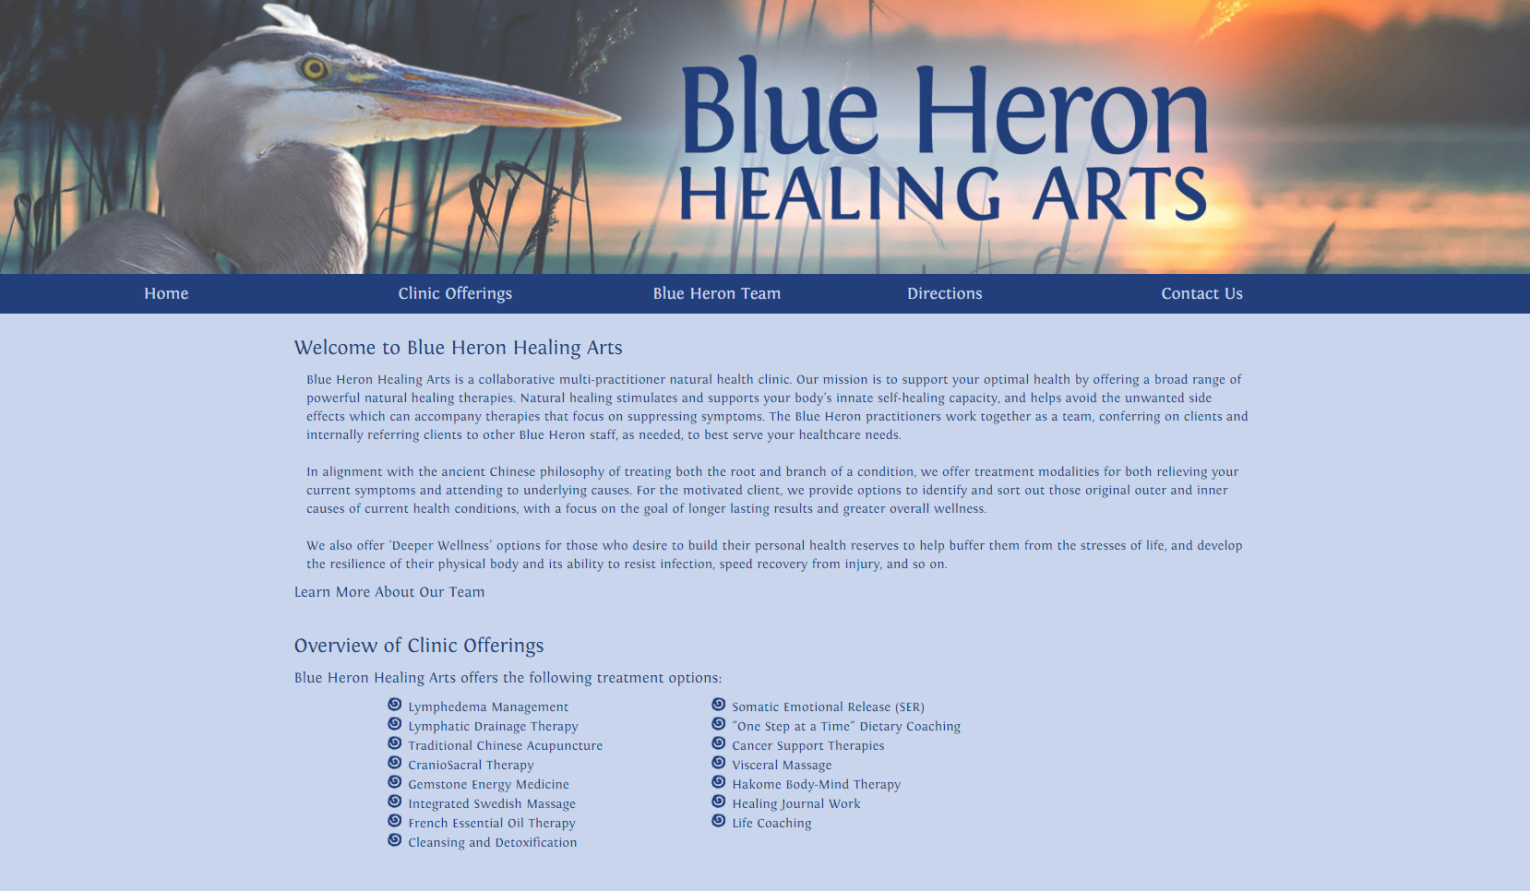 Blue Heron
HEALING ARTS
Home Clinic Offerings Blue Heron Team Directions Contact Us
Welcome to Blue Heron Healing Arts
Blue Heron Healing Arts is a collaborative multi-practitioner natural health clinic. Our mission is to support your optimal health by offering a broad range of
powerful natural healing therapies. Natural healing stimulates and supports your body's innate self-healing capacity, and helps avoid the unwanted side
effects which can accompany therapies that focus on suppressing symptoms. The Blue Heron practitioners work together as a team, conferring on clients and
internally referring clients to other Blue Heron staff, as needed, to best serve your healthcare needs.
In alignment with the ancient Chinese philosophy of treating both the root and branch of a condition, we offer treatment modalities for both relieving your
current symptoms and attending to underlying causes. For the motivated client, we provide options to identify and sort out those original outer and inner
causes of current health conditions, with a focus on the goal of longer lasting results and greater overall wellness.
We also offer 'Deeper Wellness' options for those who desire to build their personal health reserves to help buffer them from the stresses of life, and develop
the resilience of their physical body and its ability to resist infection, speed recovery from injury, and so on.
Learn More About Our Team
Overview of Clinic Offerings
Blue Heron Healing Arts offers the following treatment options:
Lymphedema Management
Lymphatic Drainage Therapy
Traditional Chinese Acupuncture
CranioSacral Therapy
Gemstone Energy Medicine
Integrated Swedish Massage
French Essential Oil Therapy
Cleansing and Detoxification
Somatic Emotional Release (SER)
"One Step at a Time" Dietary Coaching
Cancer Support Therapies
Visceral Massage
Hakome Body-Mind Therapy
Healing Journal Work
Life Coaching